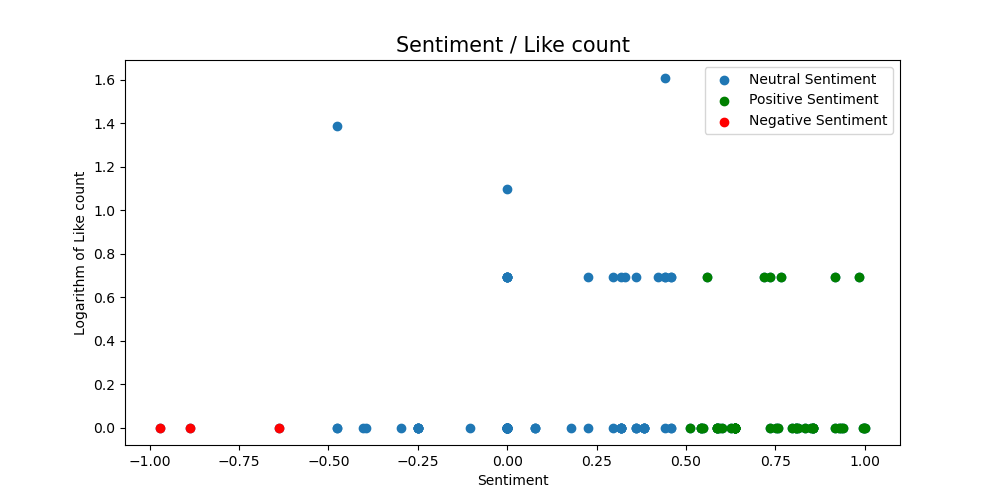 Sentiment / Like count
Neutral Sentiment
Positive Sentiment
Negative Sentiment
Logarithm of Like count
1.6
1.4
1.2
1.0
0.8
0.6
0.4
0.2
0.0
−1.00 −0.75 −0.50 −0.25 0.00 0.25 0.50 0.75 1.00
Sentiment